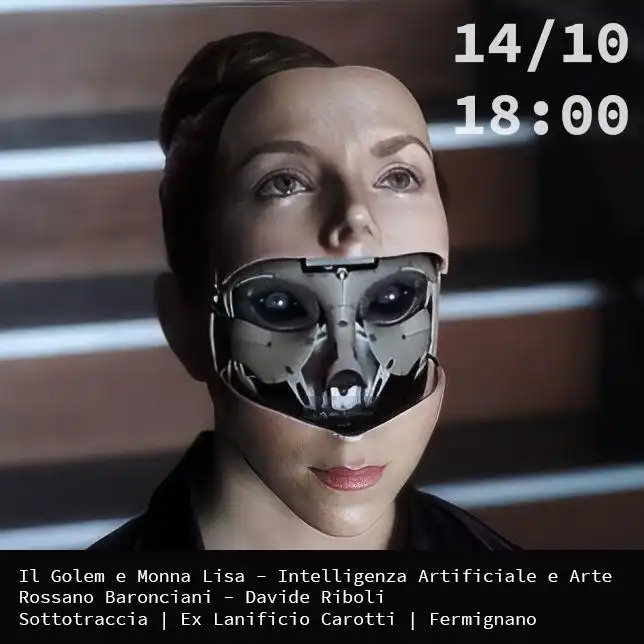 14/10
18:00
Il Golem e Monna Lisa – Intelligenza Artificiale e Arte
Rossano Baronciani – Davide Riboli
Sottotraccia | Ex Lanificio Carotti | Fermignano